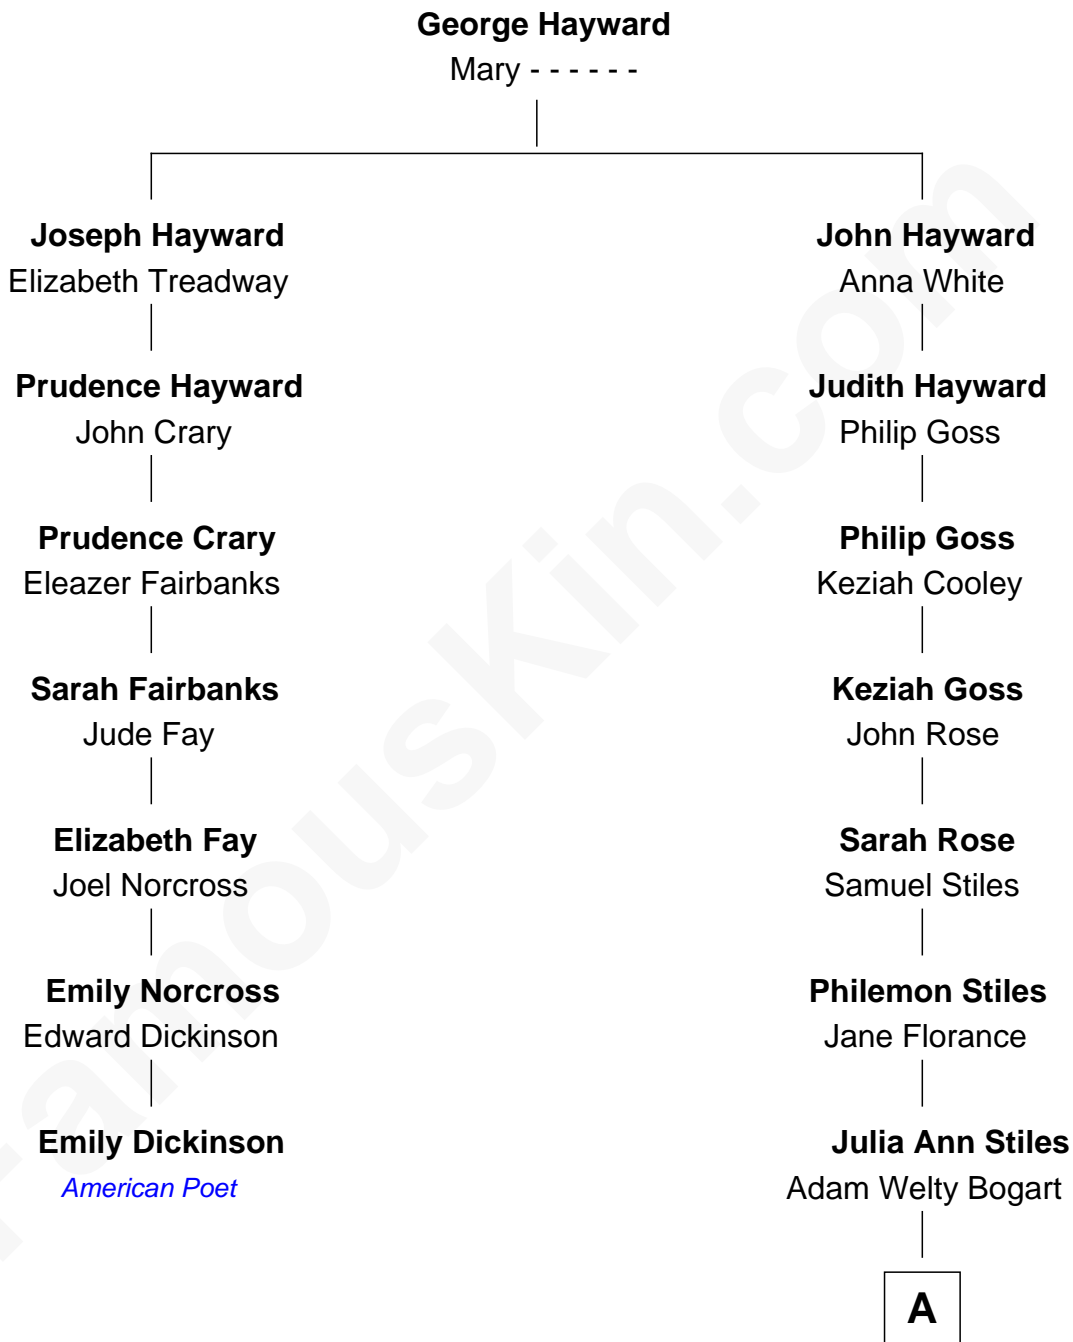 George Hayward
Mary - - - - - -
Joseph Hayward
Elizabeth Treadway
John Hayward
Anna White
Prudence Hayward
John Crary
Judith Hayward
Philip Goss
Prudence Crary
Eleazer Fairbanks
Philip Goss
Keziah Cooley
Sarah Fairbanks
Jude Fay
Keziah Goss
John Rose
Elizabeth Fay
Joel Norcross
Sarah Rose
Samuel Stiles
Emily Norcross
Edward Dickinson
Philemon Stiles
Jane Florance
Emily Dickinson
American Poet
Julia Ann Stiles
Adam Welty Bogart
A
FamousKin.com